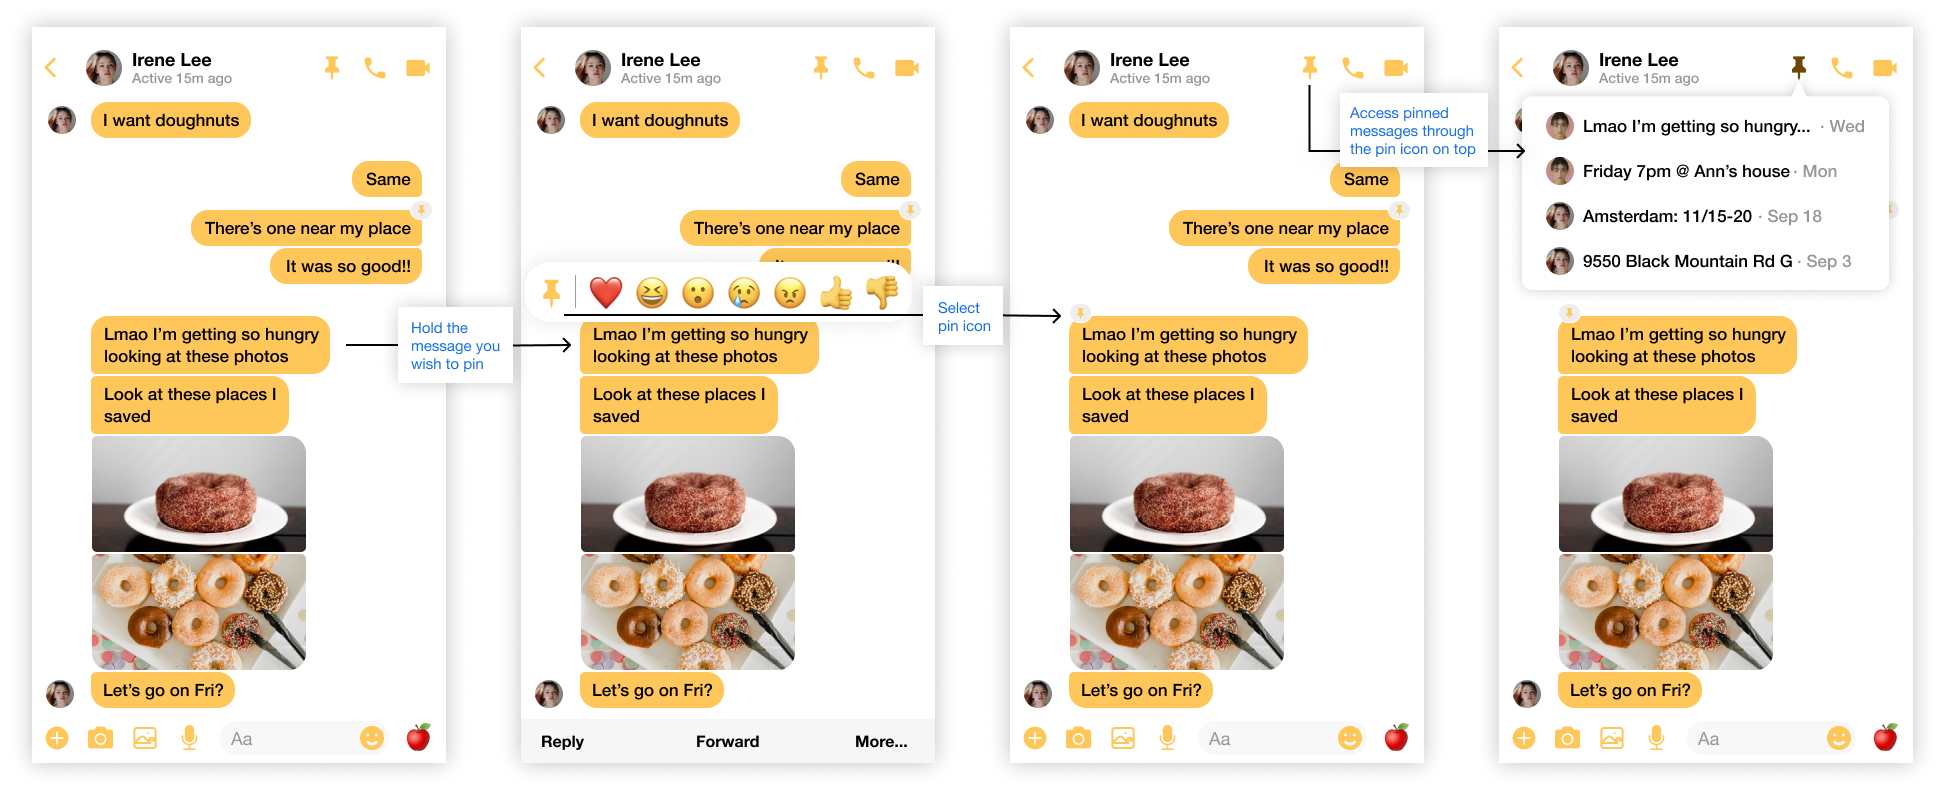 Irene Lee
Active 15m ago
I want doughnuts
Same
There’s one near my place
It was so good!!
Lmao I’m getting so hungry
looking at these photos
Look at these places I
saved
Let’s go on Fri?
Aa
Hold the
message you
wish to pin
Irene Lee
Active 15m ago
I want doughnuts
Same
There’s one near my place
Lmao I’m getting so hungry
looking at these photos
Look at these places I
saved
Let’s go on Fri?
Reply Forward More...
Select
pin icon
Irene Lee
Active 15m ago
I want doughnuts
Same
There’s one near my place
It was so good!!
Lmao I’m getting so hungry
looking at these photos
Look at these places I
saved
Let’s go on Fri?
Aa
Access pinned
messages through
the pin icon on top
Irene Lee
Active 15m ago
Lmao I’m getting so hungry... · Wed
Friday 7pm @ Ann’s house · Mon
Amsterdam: 11/15-20 · Sep 18
9550 Black Mountain Rd G · Sep 3
Lmao I’m getting so hungry
looking at these photos
Look at these places I
saved
Let’s go on Fri?
Aa